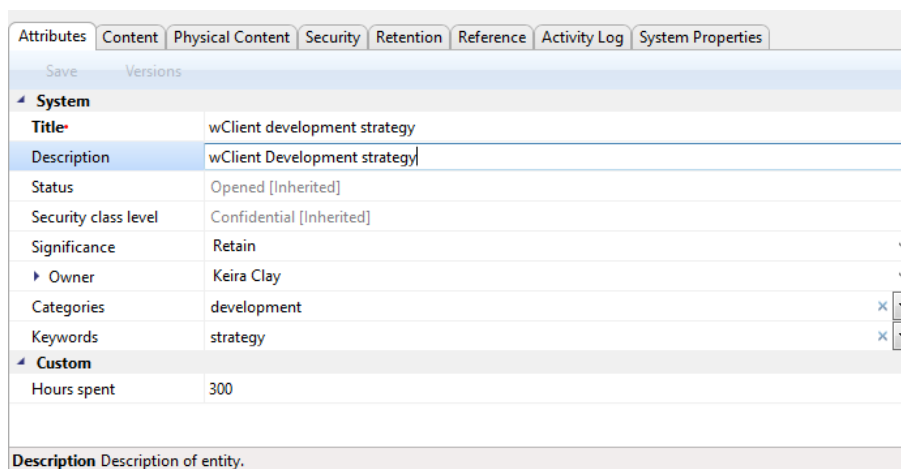 Attributes Content Physical Content Security Retention Reference Activity Log System Properties
Save Versions
System
Title• wClient development strategy
Description wClient Development strategy
Status Opened [Inherited]
Security class level Confidential [Inherited]
Significance Retain
Owner Keira Clay
Categories development
Keywords strategy
Custom
Hours spent 300
Description Description of entity.